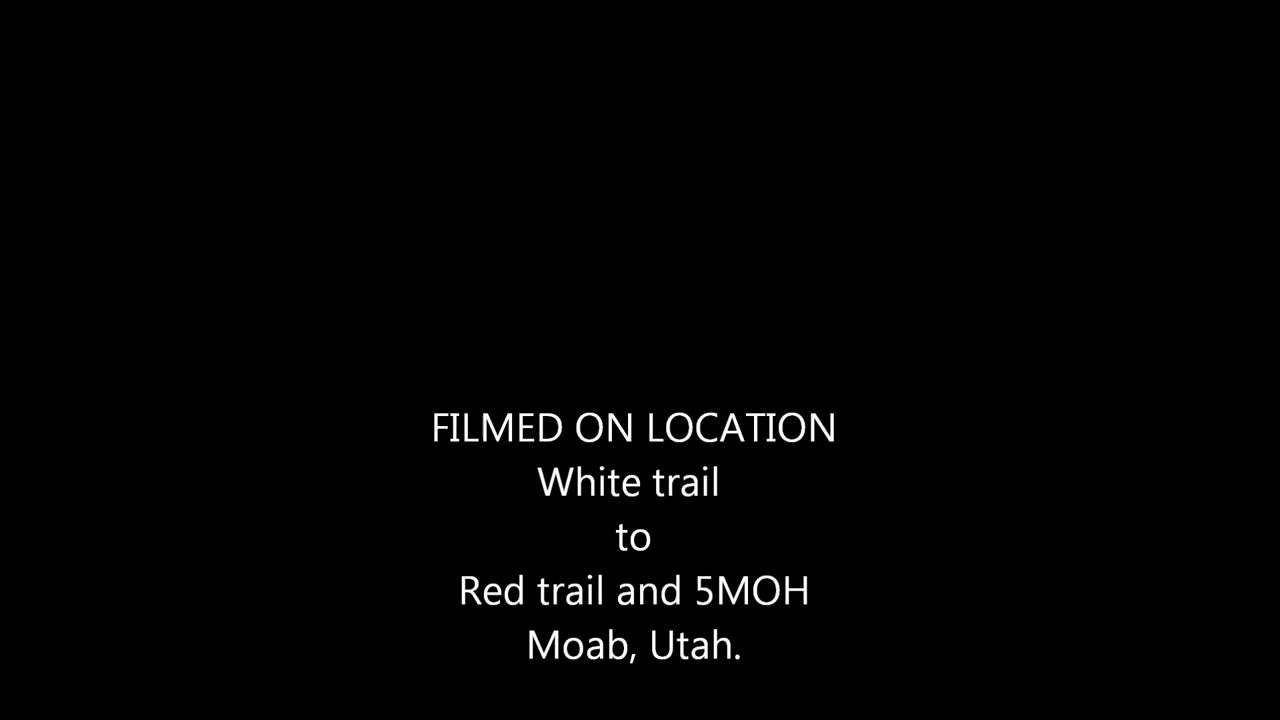 FILMED ON LOCATION
White trail
to
Red trail and 5MOH
Moab, Utah.